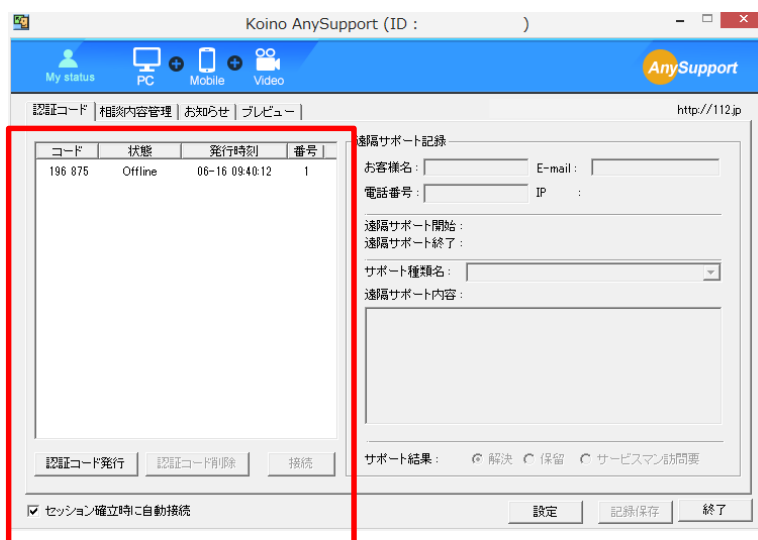 Koino AnySupport (ID : )
My status PC Mobile Video AnySupport
認証コード 相談内容管理 お知らせ プレビュー http://112.jp
コード 状態 発行時刻 番号
196 875 Offline 06-16 09:40:12 1
認証コード発行 認証コード削除 接続
遠隔サポート記録
お客様名 : E-mail :
電話番号 : IP :
遠隔サポート開始 :
遠隔サポート終了 :
サポート種類名 :
遠隔サポート内容 :
サポート結果 : 解決 保留 サービスマン訪問要
セッション確立時に自動接続 設定 記録保存 終了